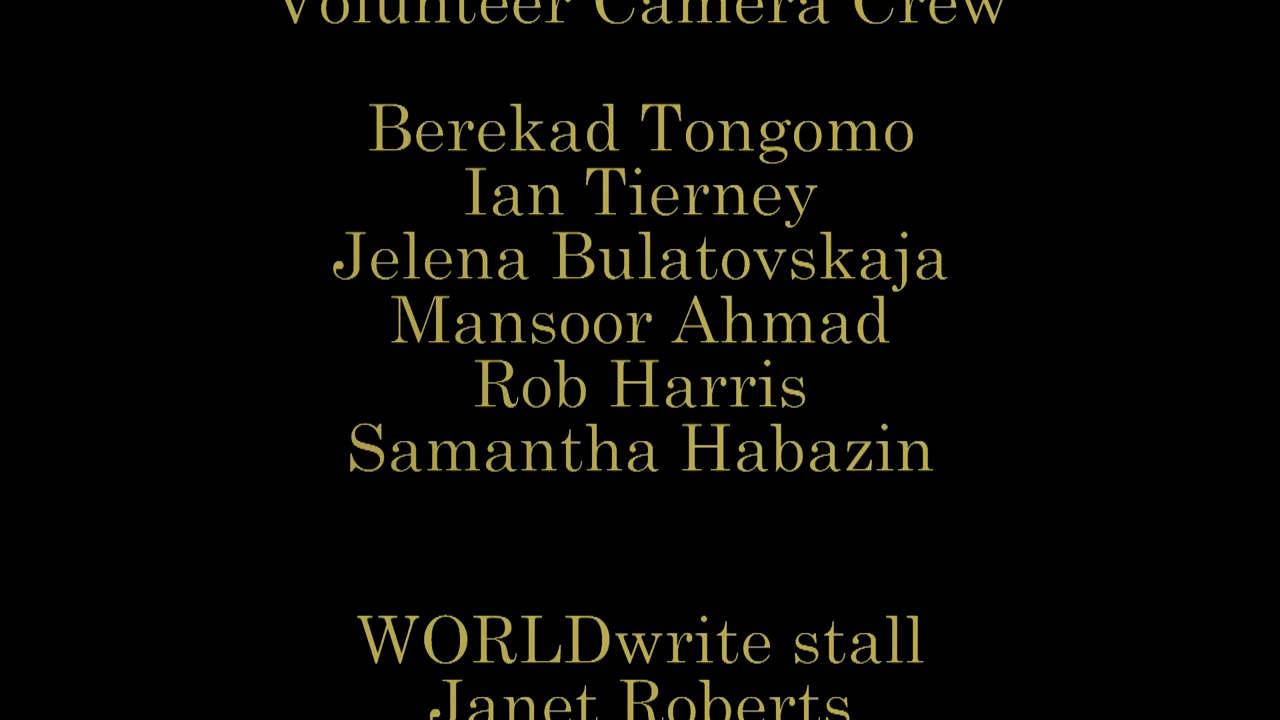 Volunteer Camera Crew
Berekad Tongomo
Ian Tierney
Jelena Bulatovskaja
Mansoor Ahmad
Rob Harris
Samantha Habazin
WORLDwrite stall
Janet Roberts